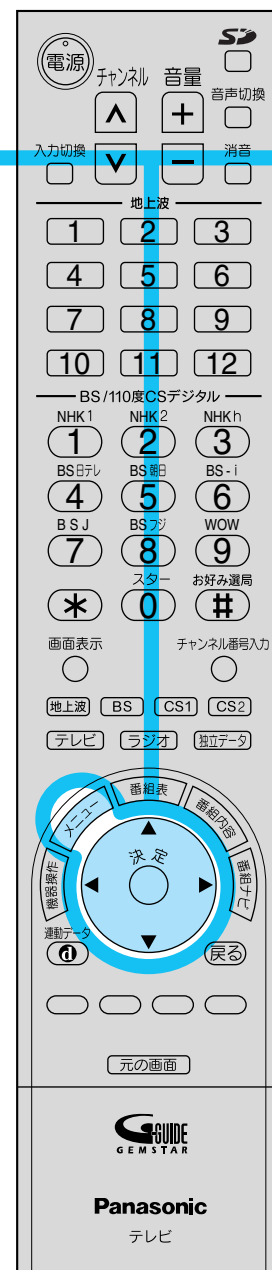 電源
SD
チャンネル 音量
音声切換
入力切換
消音
地上波
1 2 3
4 5 6
7 8 9
10 11 12
BS/110度CSデジタル
NHK1 NHK2 NHKh
1 2 3
BS日テレ BS朝日 BS-i
4 5 6
BSJ BSフジ WOW
7 8 9
スター お好み選局
* 0 #
画面表示 チャンネル番号入力
地上波 BS CS1 CS2
テレビ ラジオ 独立データ
機器操作 メニュー 番組表 番組内容 番組ナビ
決定
連動データ
d 戻る
元の画面
G-GUIDE
GEMSTAR
Panasonic
テレビ